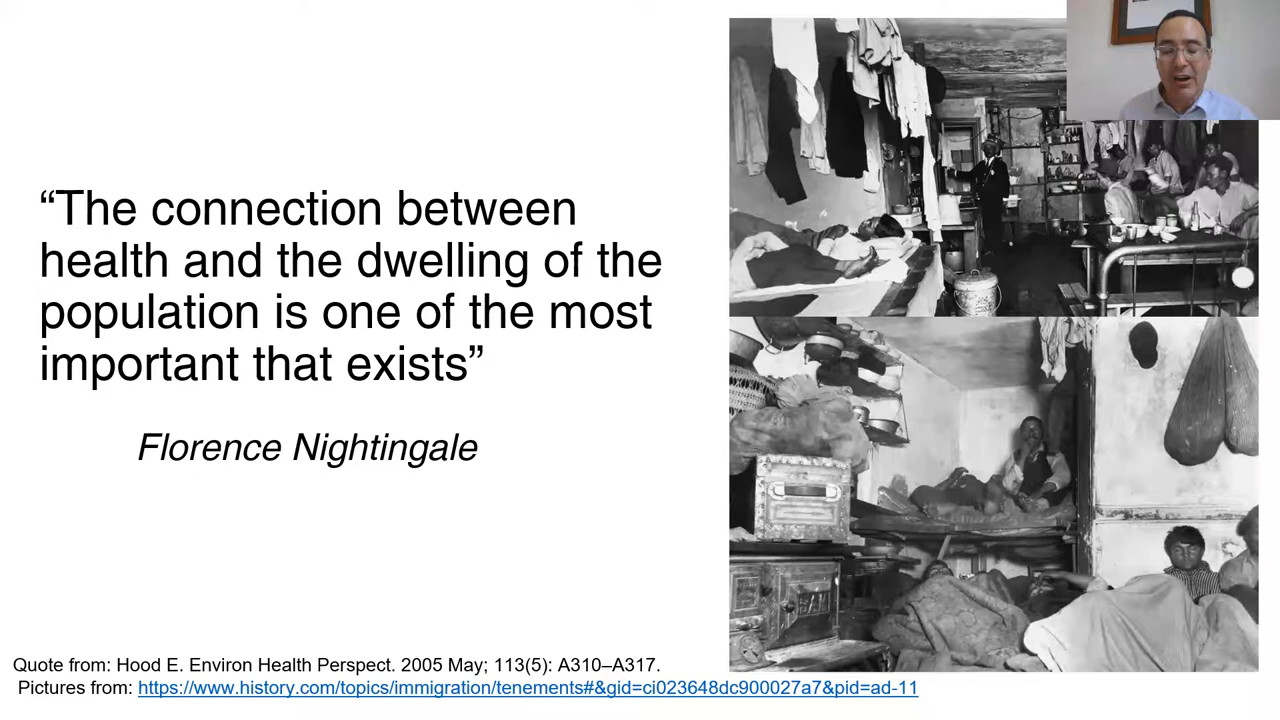 “The connection between
health and the dwelling of the
population is one of the most
important that exists”
Florence Nightingale
Quote from: Hood E. Environ Health Perspect. 2005 May; 113(5): A310–A317.
Pictures from: https://www.history.com/topics/immigration/tenements#&gid=ci023648dc900027a7&pid=ad-11